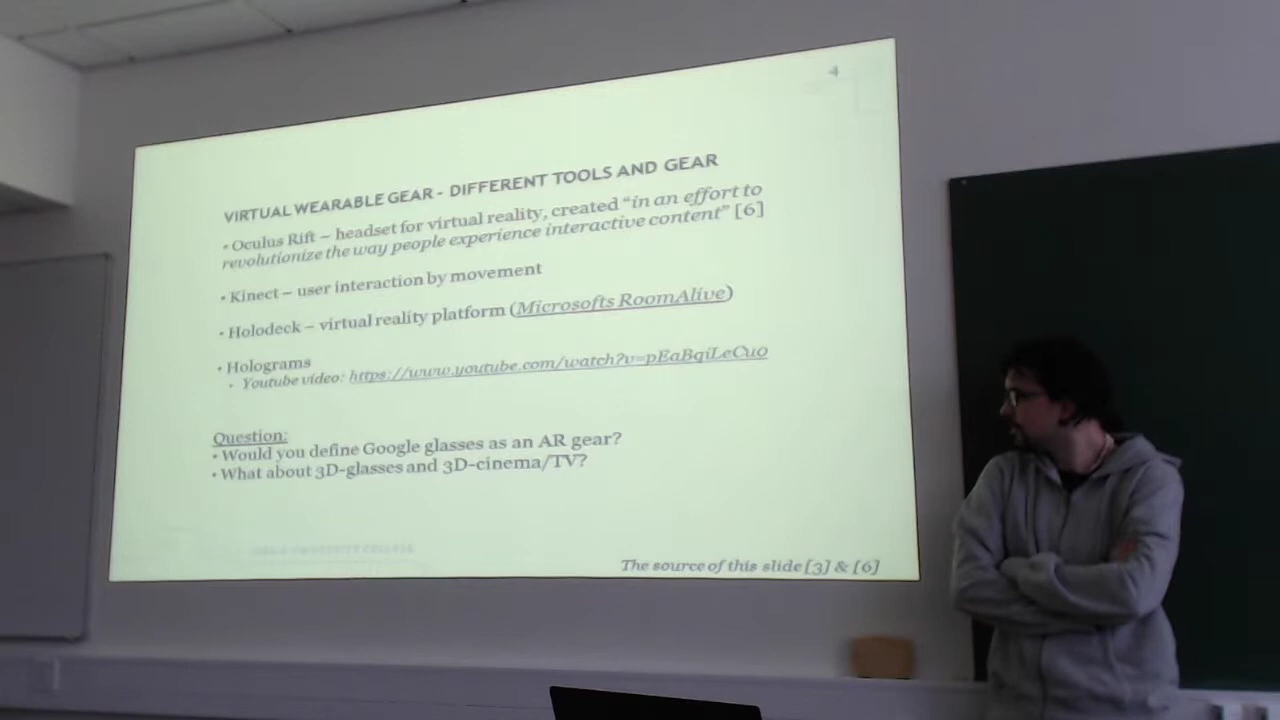 4
VIRTUAL WEARABLE GEAR - DIFFERENT TOOLS AND GEAR
• Oculus Rift – headset for virtual reality, created “in an effort to
revolutionize the way people experience interactive content” [6]
• Kinect – user interaction by movement
• Holodeck – virtual reality platform (Microsofts RoomAlive)
• Holograms
• Youtube video: https://www.youtube.com/watch?v=pEaBqiLeCuo
Question:
• Would you define Google glasses as an AR gear?
• What about 3D-glasses and 3D-cinema/TV?
UNIVERSITY COLLEGE
The source of this slide [3] & [6]